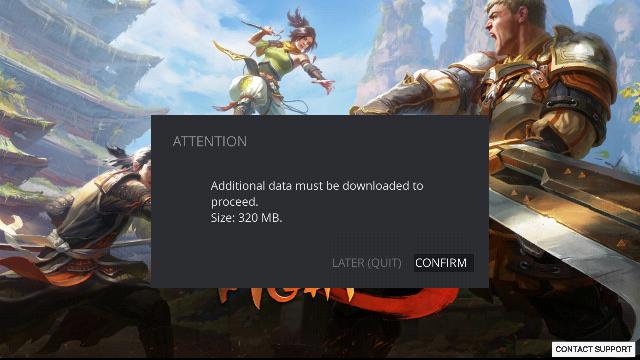 ATTENTION
Additional data must be downloaded to
proceed.
Size: 320 MB.
LATER (QUIT) CONFIRM
CONTACT SUPPORT